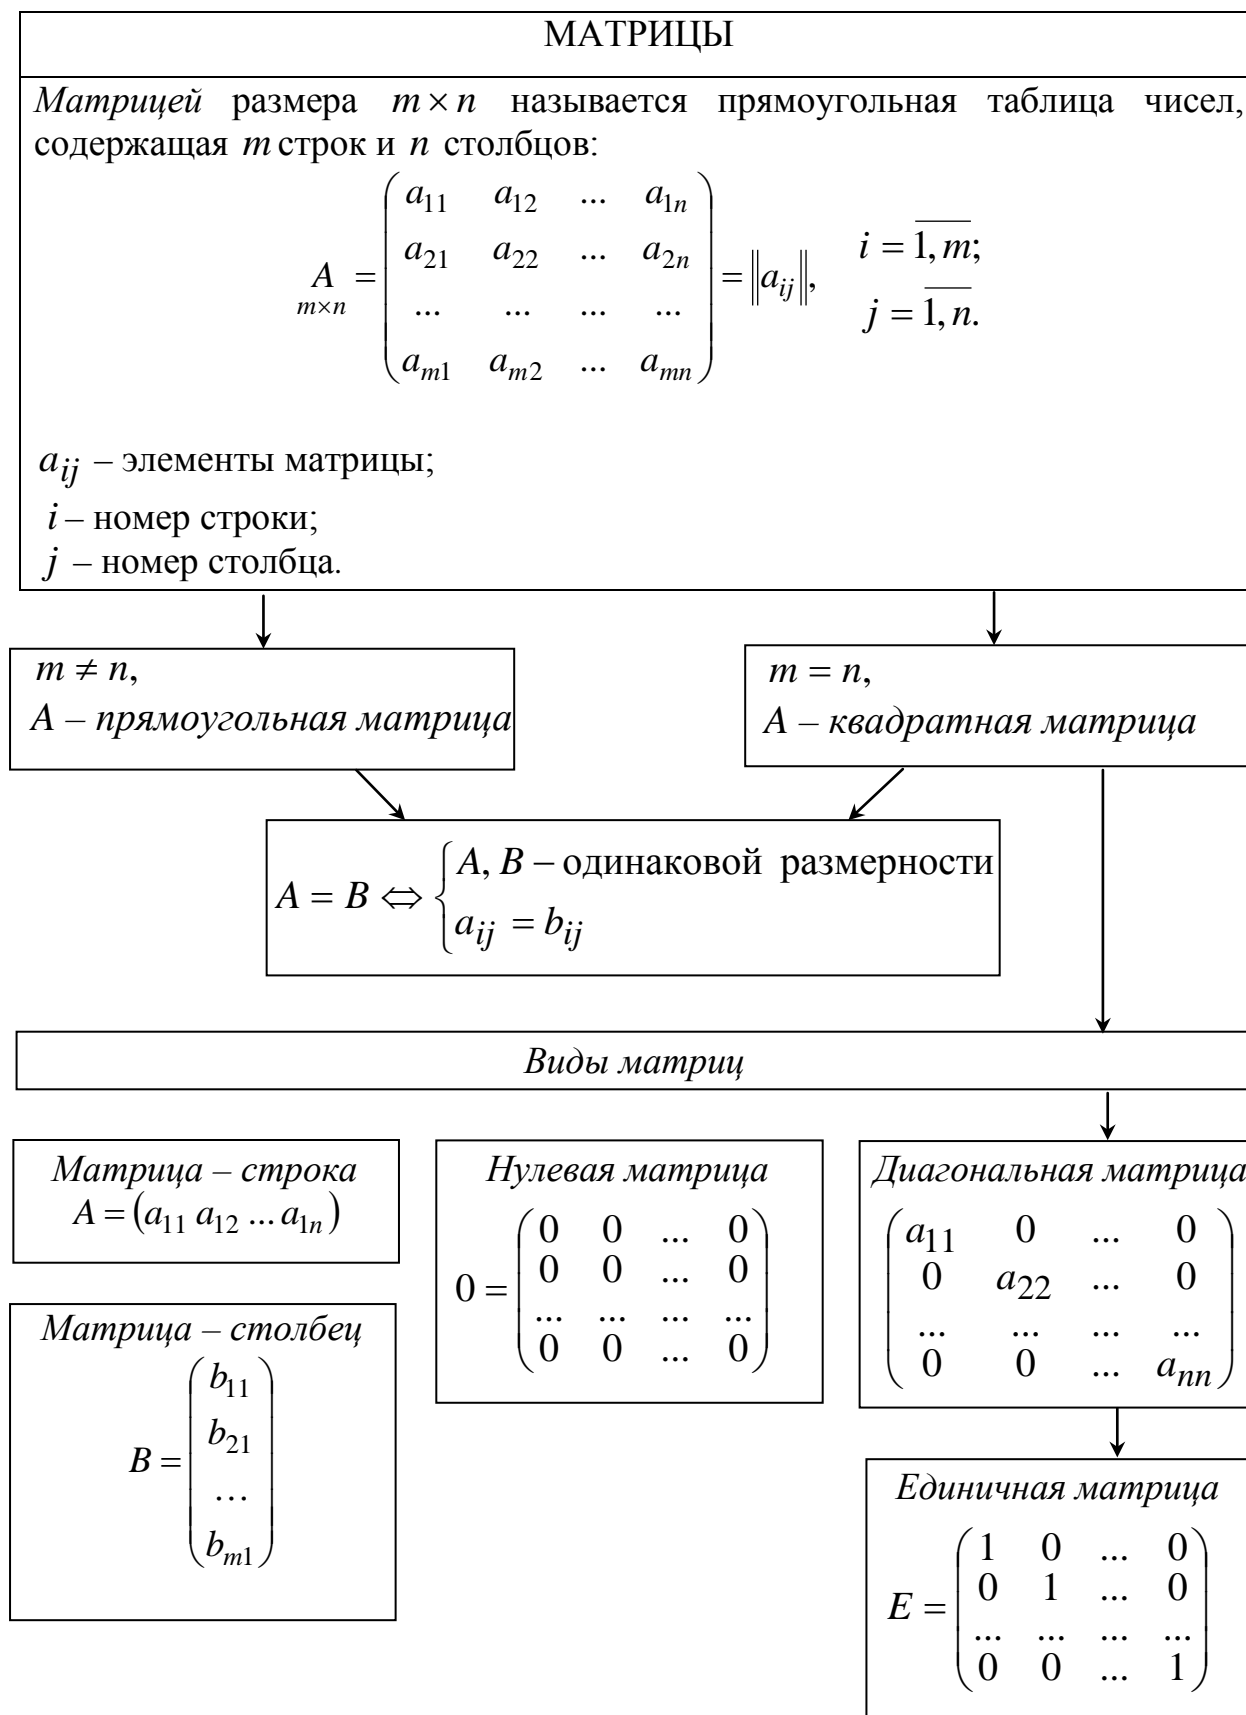 МАТРИЦЫ
Матрицей размера m × n называется прямоугольная таблица чисел,
содержащая m строк и n столбцов:
A m×n = ( a11 a12 ... a1n
a21 a22 ... a2n
... ... ... ...
am1 am2 ... amn ) = ‖aij‖, i = 1, m; j = 1, n.
aij – элементы матрицы;
i – номер строки;
j – номер столбца.
m ≠ n,
A – прямоугольная матрица
m = n,
A – квадратная матрица
A = B ⇔ { A, B – одинаковой размерности
aij = bij
Виды матриц
Матрица – строка
A = (a11 a12 ... a1n)
Матрица – столбец
B = ( b11
b21
...
bm1 )
Нулевая матрица
0 = ( 0 0 ... 0
0 0 ... 0
... ... ... ...
0 0 ... 0 )
Диагональная матрица
( a11 0 ... 0
0 a22 ... 0
... ... ... ...
0 0 ... ann )
Единичная матрица
E = ( 1 0 ... 0
0 1 ... 0
... ... ... ...
0 0 ... 1 )